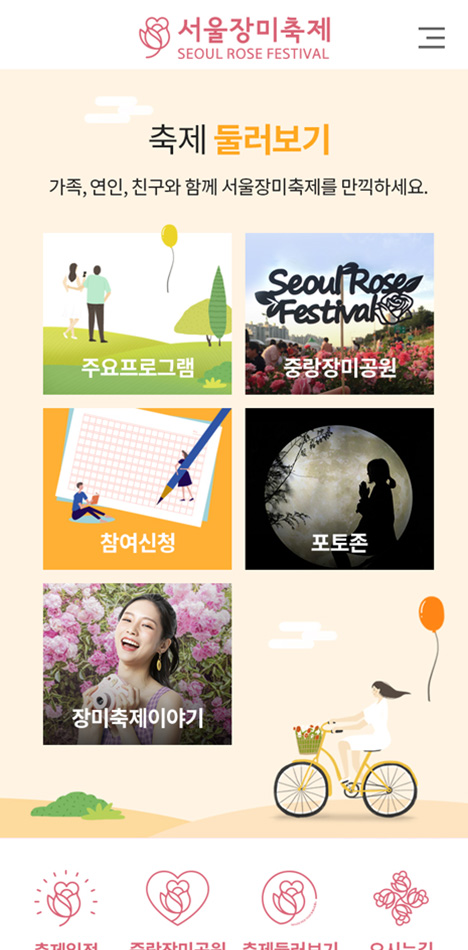 서울장미축제
SEOUL ROSE FESTIVAL
축제 둘러보기
가족, 연인, 친구와 함께 서울장미축제를 만끽하세요.
주요프로그램
Seoul Rose
Festival
중랑장미공원
참여신청
포토존
장미축제이야기
축제일정 중랑장미공원 축제둘러보기 오시는길